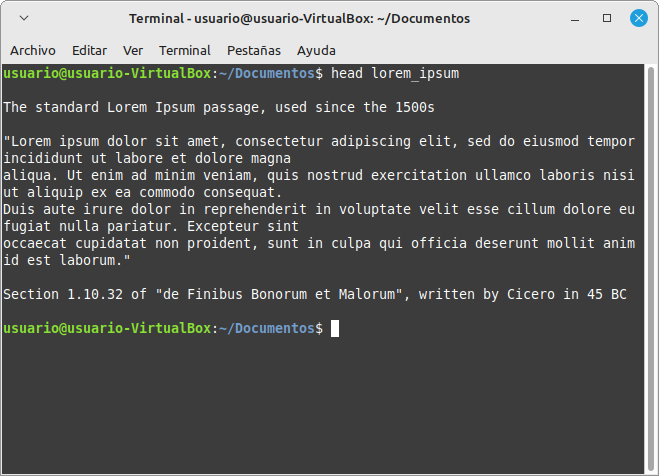 Terminal - usuario@usuario-VirtualBox: ~/Documentos
Archivo Editar Ver Terminal Pestañas Ayuda
usuario@usuario-VirtualBox:~/Documentos$ head lorem_ipsum
The standard Lorem Ipsum passage, used since the 1500s
"Lorem ipsum dolor sit amet, consectetur adipiscing elit, sed do eiusmod tempor
incididunt ut labore et dolore magna
aliqua. Ut enim ad minim veniam, quis nostrud exercitation ullamco laboris nisi
ut aliquip ex ea commodo consequat.
Duis aute irure dolor in reprehenderit in voluptate velit esse cillum dolore eu
fugiat nulla pariatur. Excepteur sint
occaecat cupidatat non proident, sunt in culpa qui officia deserunt mollit anim
id est laborum."
Section 1.10.32 of "de Finibus Bonorum et Malorum", written by Cicero in 45 BC
usuario@usuario-VirtualBox:~/Documentos$